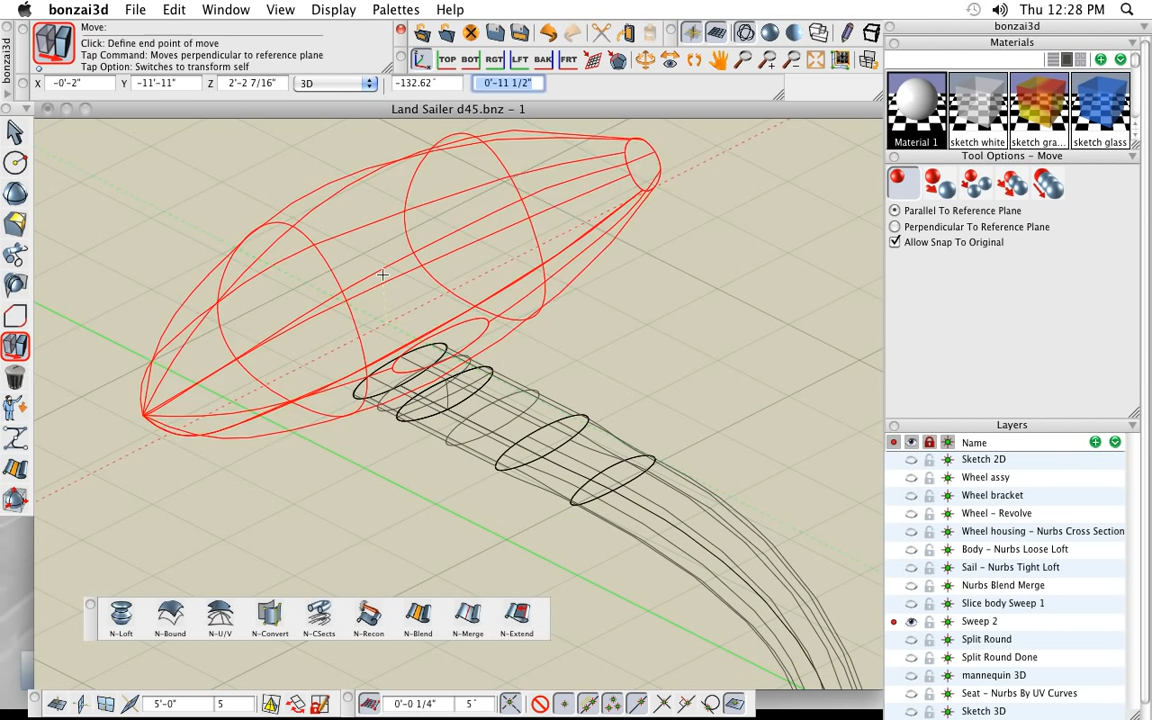 bonzai3d File Edit Window View Display Palettes Help Thu 12:28 PM
bonzai3d
Move:
Click: Define end point of move
Tap Command: Moves perpendicular to reference plane
Tap Option: Switches to transform self
TOP BOT RGT LFT BAK FRT
X -0'-2" Y -11'-11" Z 2'-2 7/16" 3D -132.62° 0'-11 1/2"
Land Sailer d45.bnz - 1
N-Loft N-Bound N-U/V N-Convert N-CSects N-Recon N-Blend N-Merge N-Extend
5'-0" 5 0'-0 1/4" 5°
bonzai3d
Materials
Material 1 sketch white sketch gra... sketch glass
Tool Options - Move
Parallel To Reference Plane
Perpendicular To Reference Plane
Allow Snap To Original
Layers
Name
Sketch 2D
Wheel assy
Wheel bracket
Wheel - Revolve
Wheel housing - Nurbs Cross Section
Body - Nurbs Loose Loft
Sail - Nurbs Tight Loft
Nurbs Blend Merge
Slice body Sweep 1
Sweep 2
Split Round
Split Round Done
mannequin 3D
Seat - Nurbs By UV Curves
Sketch 3D